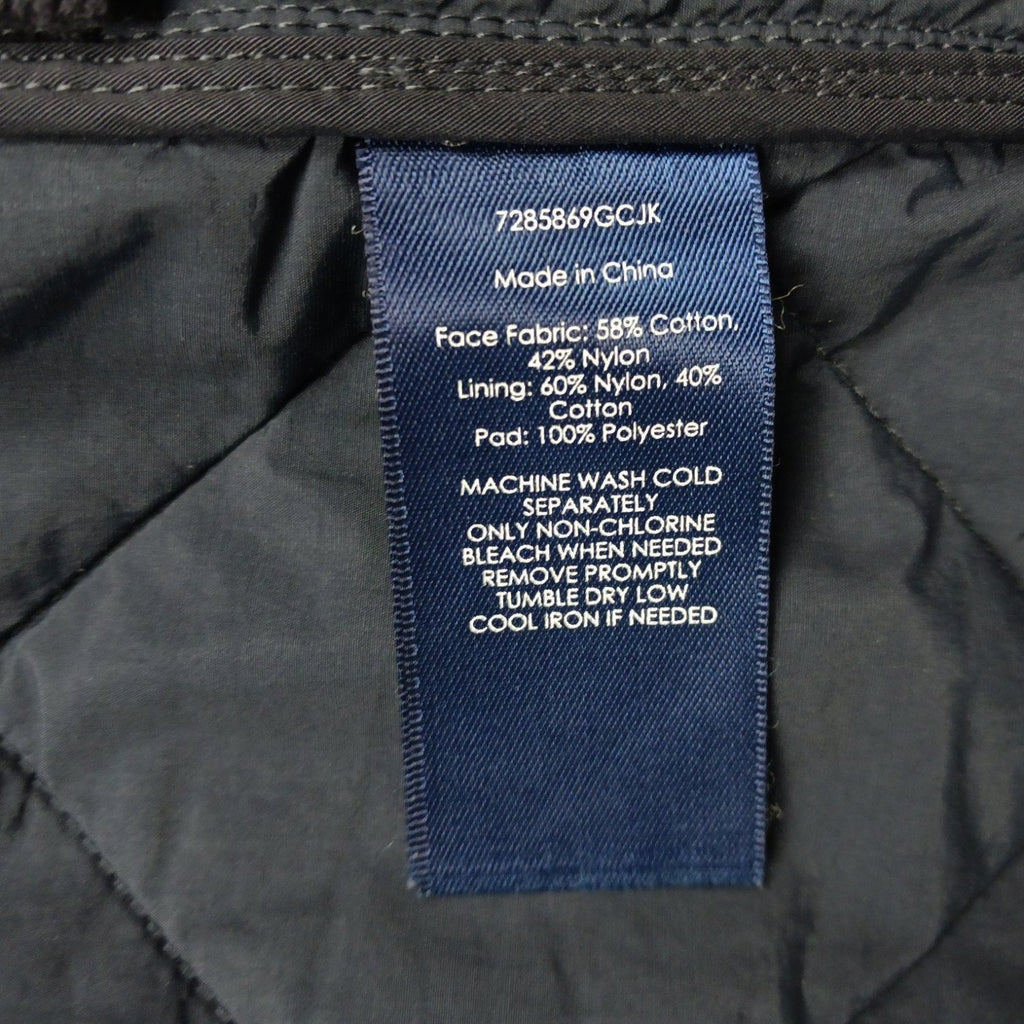 7285869GCJK
Made in China
Face Fabric: 58% Cotton,
42% Nylon
Lining: 60% Nylon, 40%
Cotton
Pad: 100% Polyester
MACHINE WASH COLD
SEPARATELY
ONLY NON-CHLORINE
BLEACH WHEN NEEDED
REMOVE PROMPTLY
TUMBLE DRY LOW
COOL IRON IF NEEDED